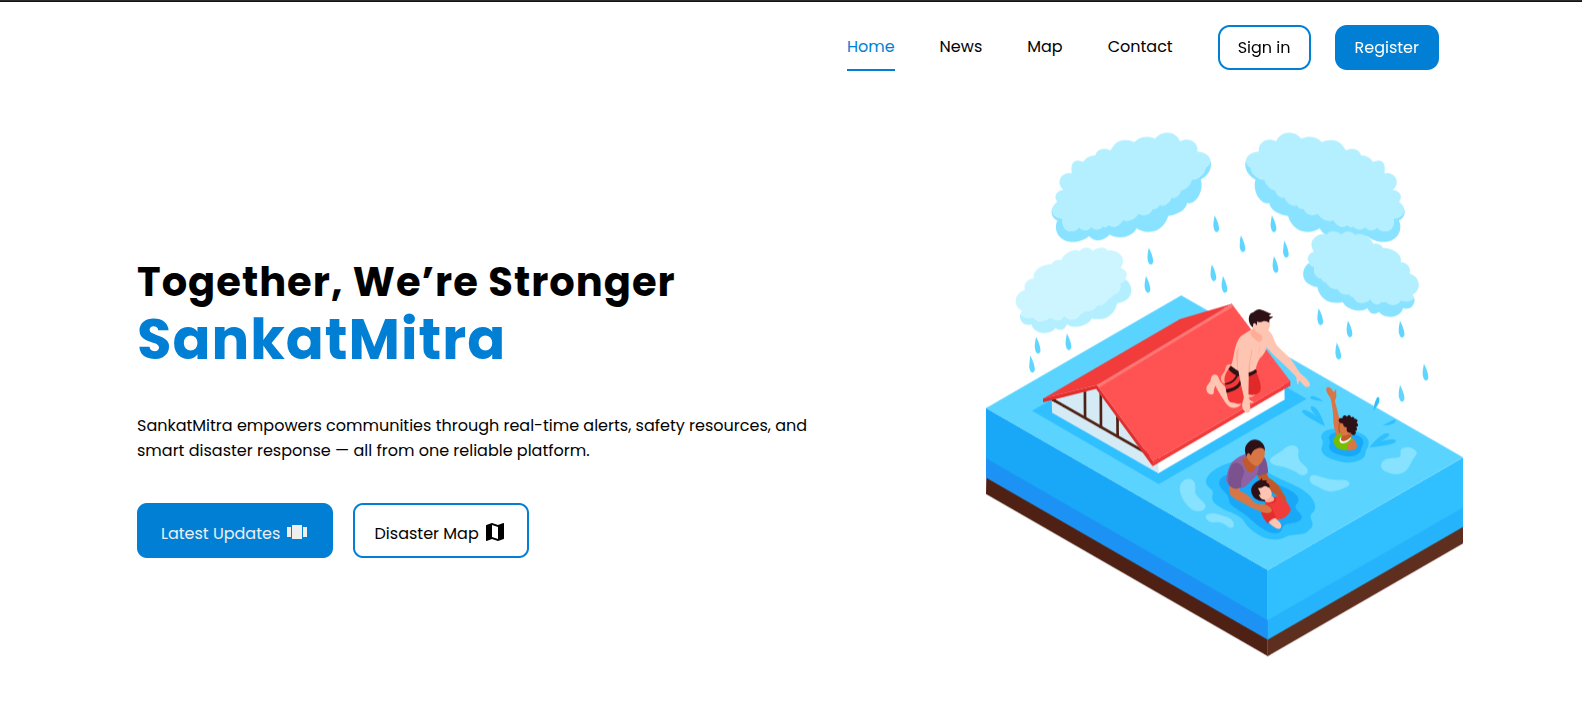 Home
News
Map
Contact
Sign in
Register
Together, We’re Stronger
SankatMitra
SankatMitra empowers communities through real-time alerts, safety resources, and
smart disaster response — all from one reliable platform.
Latest Updates
Disaster Map